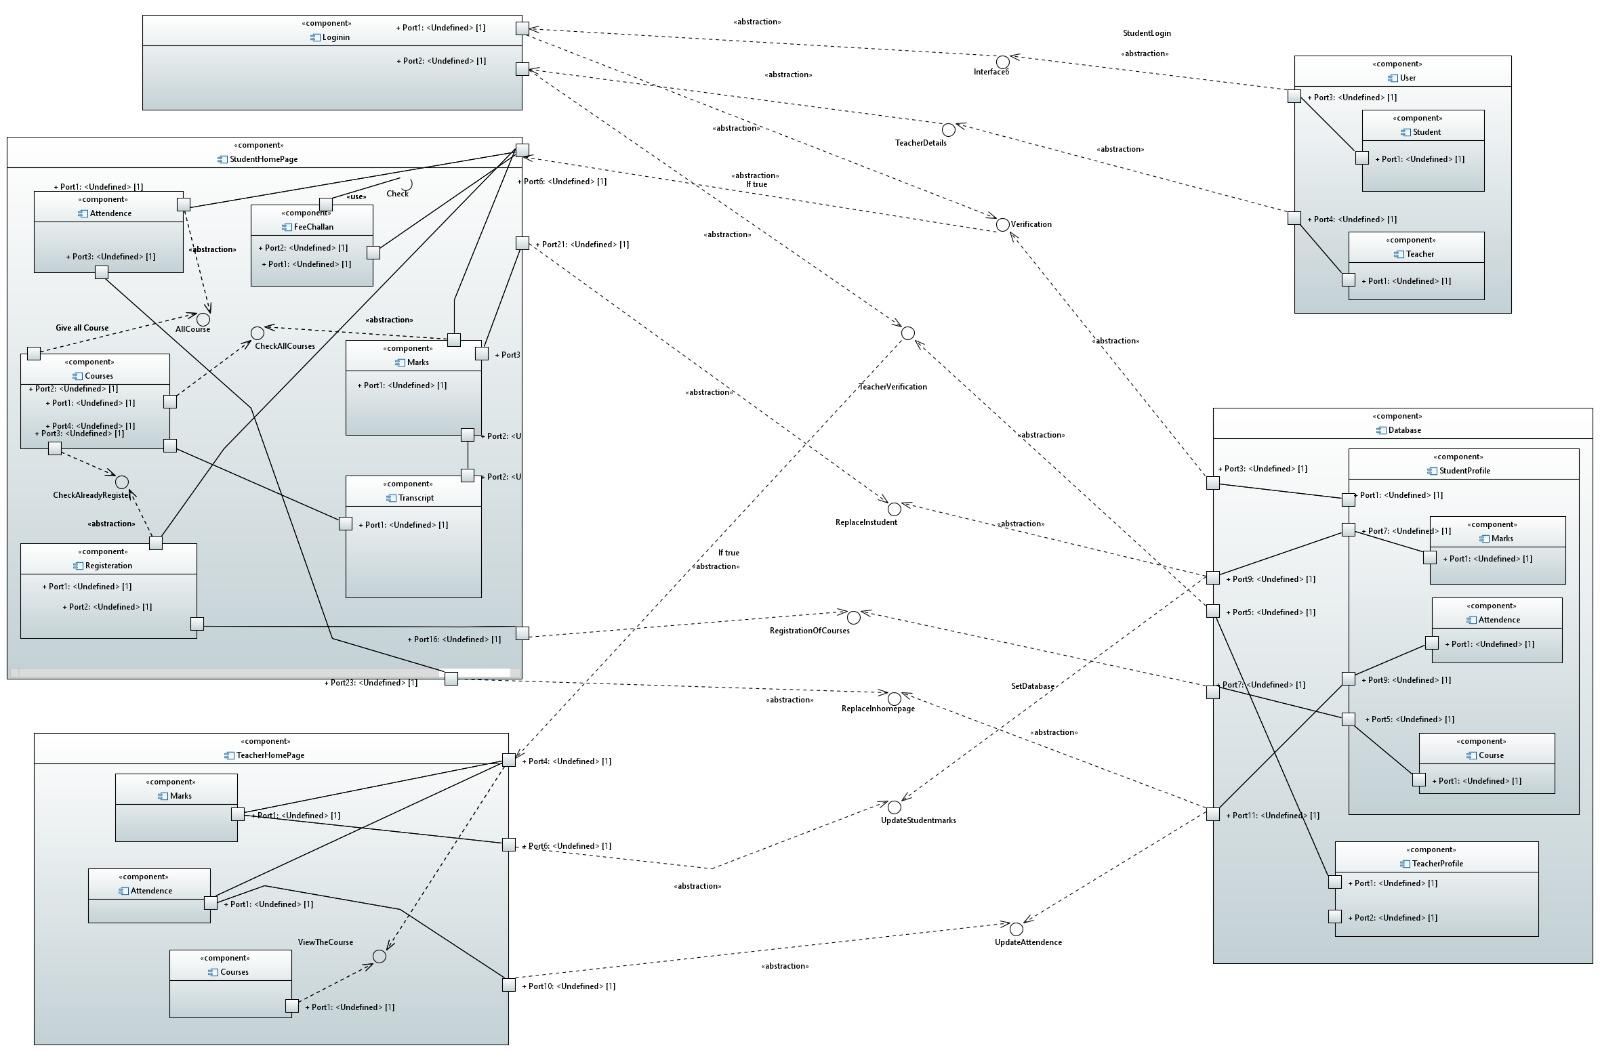 «component»
Loginin
+ Port1: <Undefined> [1]
+ Port2: <Undefined> [1]
«abstraction»
StudentLogin
«abstraction»
Interface6
«abstraction»
TeacherDetails
«abstraction»
«abstraction»
«component»
User
+ Port3: <Undefined> [1]
«component»
Student
+ Port1: <Undefined> [1]
+ Port4: <Undefined> [1]
«component»
Teacher
+ Port1: <Undefined> [1]
«component»
StudentHomePage
+ Port6: <Undefined> [1]
«abstraction»
If true
Verification
+ Port1: <Undefined> [1]
«component»
Attendence
+ Port3: <Undefined> [1]
«abstraction»
«use»
Check
«component»
FeeChallan
+ Port2: <Undefined> [1]
+ Port1: <Undefined> [1]
+ Port21: <Undefined> [1]
«abstraction»
Give all Course
AllCourse
CheckAllCourses
«abstraction»
«component»
Courses
+ Port2: <Undefined> [1]
+ Port1: <Undefined> [1]
+ Port4: <Undefined> [1]
+ Port3: <Undefined> [1]
CheckAlreadyRegister
«abstraction»
«component»
Marks
+ Port1: <Undefined> [1]
+ Port3
+ Port2: <U
+ Port2: <U
«component»
Transcript
+ Port1: <Undefined> [1]
«component»
Registeration
+ Port1: <Undefined> [1]
+ Port2: <Undefined> [1]
+ Port16: <Undefined> [1]
+ Port23: <Undefined> [1]
«abstraction»
TeacherVerification
«abstraction»
«abstraction»
ReplaceInstudent
«abstraction»
If true
«abstraction»
RegistrationOfCourses
SetDatabase
«abstraction»
ReplaceInhomepage
«abstraction»
UpdateStudentmarks
«abstraction»
UpdateAttendence
«abstraction»
«component»
TeacherHomePage
+ Port4: <Undefined> [1]
«component»
Marks
+ Port1: <Undefined> [1]
+ Port6: <Undefined> [1]
«component»
Attendence
+ Port1: <Undefined> [1]
ViewTheCourse
«component»
Courses
+ Port1: <Undefined> [1]
+ Port10: <Undefined> [1]
«component»
Database
+ Port3: <Undefined> [1]
«component»
StudentProfile
+ Port1: <Undefined> [1]
+ Port7: <Undefined> [1]
«component»
Marks
+ Port1: <Undefined> [1]
+ Port9: <Undefined> [1]
+ Port5: <Undefined> [1]
«component»
Attendence
+ Port1: <Undefined> [1]
+ Port7: <Undefined> [1]
+ Port9: <Undefined> [1]
+ Port5: <Undefined> [1]
«component»
Course
+ Port1: <Undefined> [1]
+ Port11: <Undefined> [1]
«component»
TeacherProfile
+ Port1: <Undefined> [1]
+ Port2: <Undefined> [1]